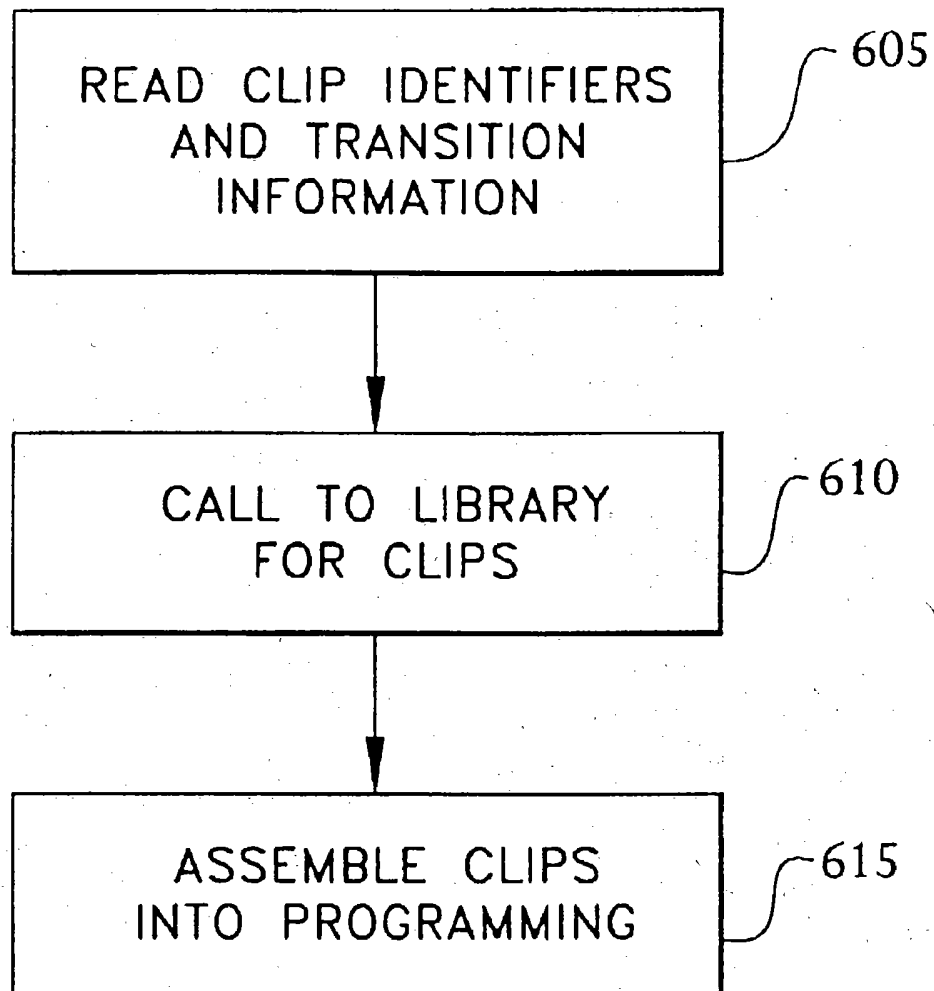 READ CLIP IDENTIFIERS
AND TRANSITION
INFORMATION
605
CALL TO LIBRARY
FOR CLIPS
610
ASSEMBLE CLIPS
INTO PROGRAMMING
615